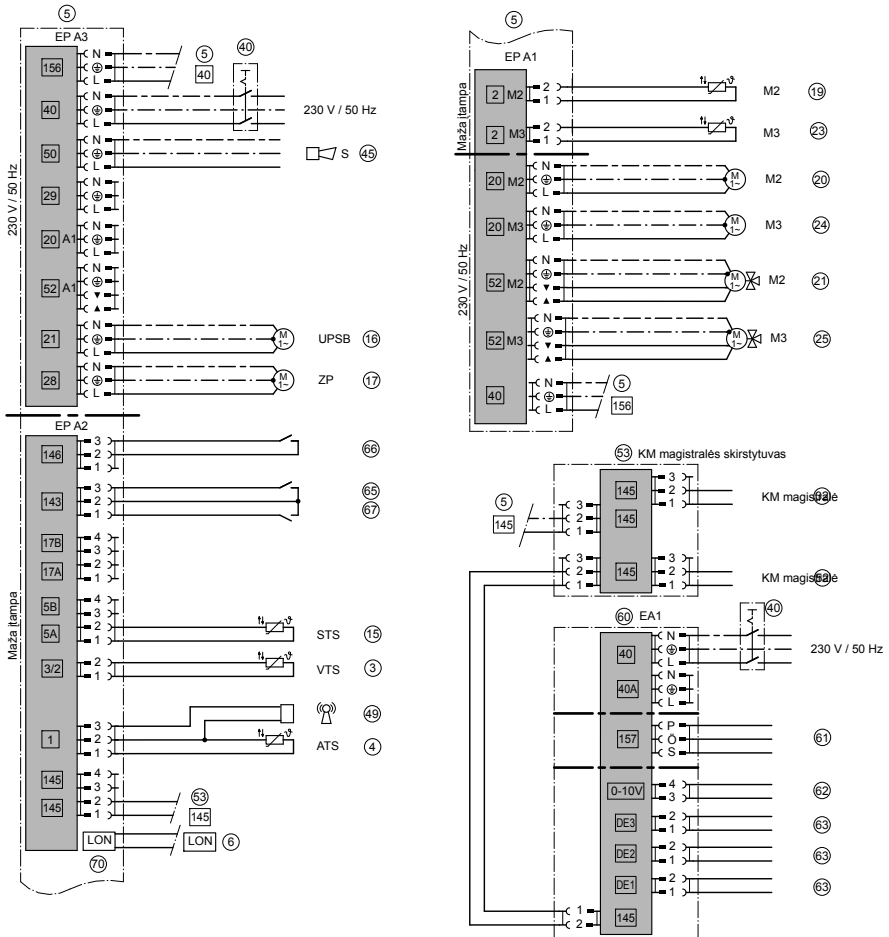 5
EP A3
230 V / 50 Hz
156 N L 5 40
40 N L 40 230 V / 50 Hz
50 N L S 45
29 N L
20 A1 N L
52 A1 N
21 N L M 1~ UPSB 16
28 N L M 1~ ZP 17
EP A2
Maža įtampa
146 3 2 1 66
143 3 2 1 65 67
17B 4 3
17A 2 1
5B 4 3
5A 2 1 STS 15
3/2 2 1 VTS 3
1 3 2 1 49 ATS 4
145 4 3
145 2 1 53 145
LON LON 6
70
5
EP A1
Maža įtampa
2 M2 2 1 M2 19
2 M3 2 1 M3 23
230 V / 50 Hz
20 M2 N L M 1~ M2 20
20 M3 N L M 1~ M3 24
52 M2 N M 1~ M2 21
52 M3 N M 1~ M3 25
40 N L 5 156
53 KM magistralės skirstytuvas
145 3 2 1 KM
5 145 3 2 1 145
3 2 1 145 3 2 1 KM
60 EA1
40 N L 40 230 V / 50 Hz
40A N L
157 P Ö S 61
0-10V 4 3 62
DE3 2 1 63
DE2 2 1 63
DE1 2 1 63
1 2 145